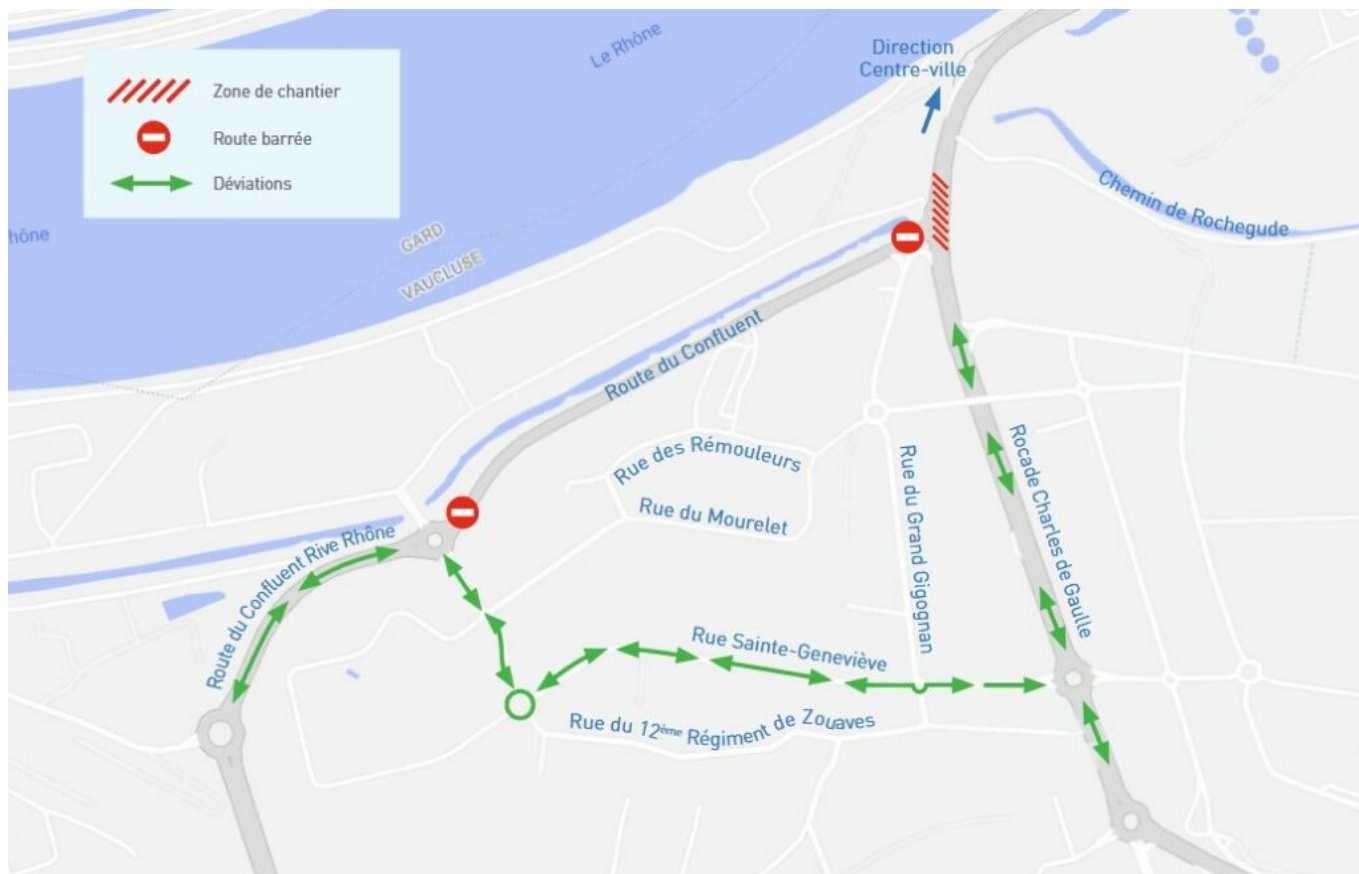 Le Rhône
Direction
Centre-ville
Zone de chantier
Route barrée
Déviations
hône
GARD
VAUCLUSE
Chemin de Rochegude
Route du Confluent
Rue des Rémouleurs
Rue du Mourelet
Rue du Grand Gigognan
Rocade Charles de Gaulle
Route du Confluent Rive Rhône
Rue Sainte-Geneviève
Rue du 12ème Régiment de Zouaves